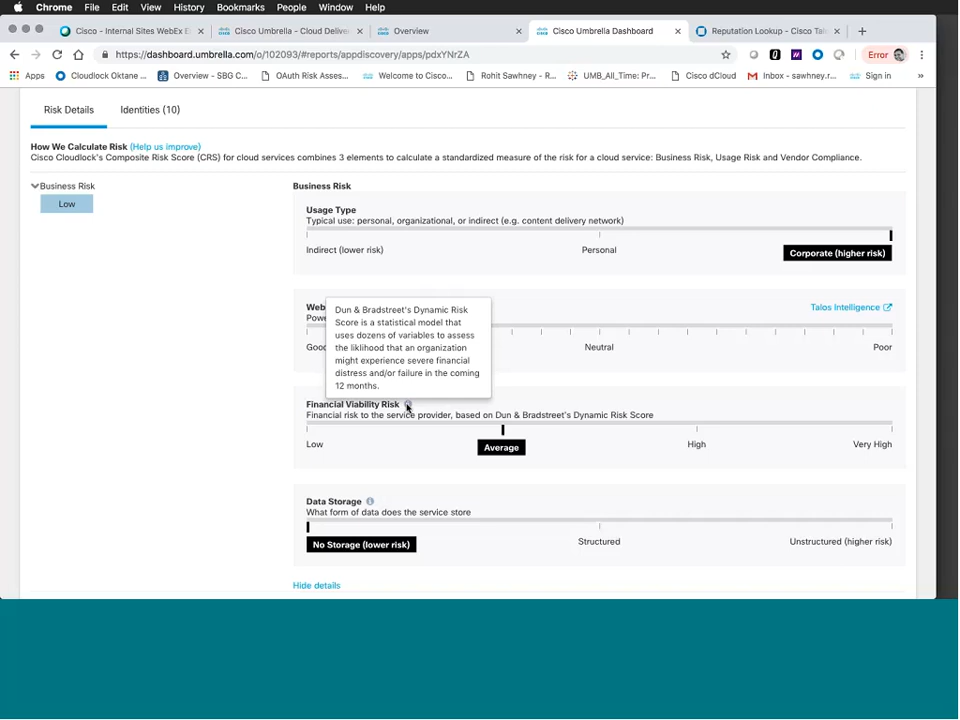 Chrome File Edit View History Bookmarks People Window Help
Cisco - Internal Sites WebEx E
Cisco Umbrella - Cloud Deliver
Overview
Cisco Umbrella Dashboard
Reputation Lookup - Cisco Tal
https://dashboard.umbrella.com/o/102093/#reports/appdiscovery/apps/pdxYNrZA
Error
Apps
Cloudlock Oktane ...
Overview - SBG C...
OAuth Risk Asses...
Welcome to Cisco...
Rohit Sawhney - R...
UMB_All_Time: Pr...
Cisco dCloud
Inbox - sawhney.r...
Sign in
»
Risk Details
Identities (10)
How We Calculate Risk (Help us improve)
Cisco Cloudlock's Composite Risk Score (CRS) for cloud services combines 3 elements to calculate a standardized measure of the risk for a cloud service: Business Risk, Usage Risk and Vendor Compliance.
Business Risk
Low
Business Risk
Usage Type
Typical use: personal, organizational, or indirect (e.g. content delivery network)
Indirect (lower risk)
Personal
Corporate (higher risk)
Web
Talos Intelligence
Powe
Good
Neutral
Poor
Dun & Bradstreet's Dynamic Risk
Score is a statistical model that
uses dozens of variables to assess
the liklihood that an organization
might experience severe financial
distress and/or failure in the coming
12 months.
Financial Viability Risk
Financial risk to the service provider, based on Dun & Bradstreet's Dynamic Risk Score
Low
Average
High
Very High
Data Storage
What form of data does the service store
No Storage (lower risk)
Structured
Unstructured (higher risk)
Hide details